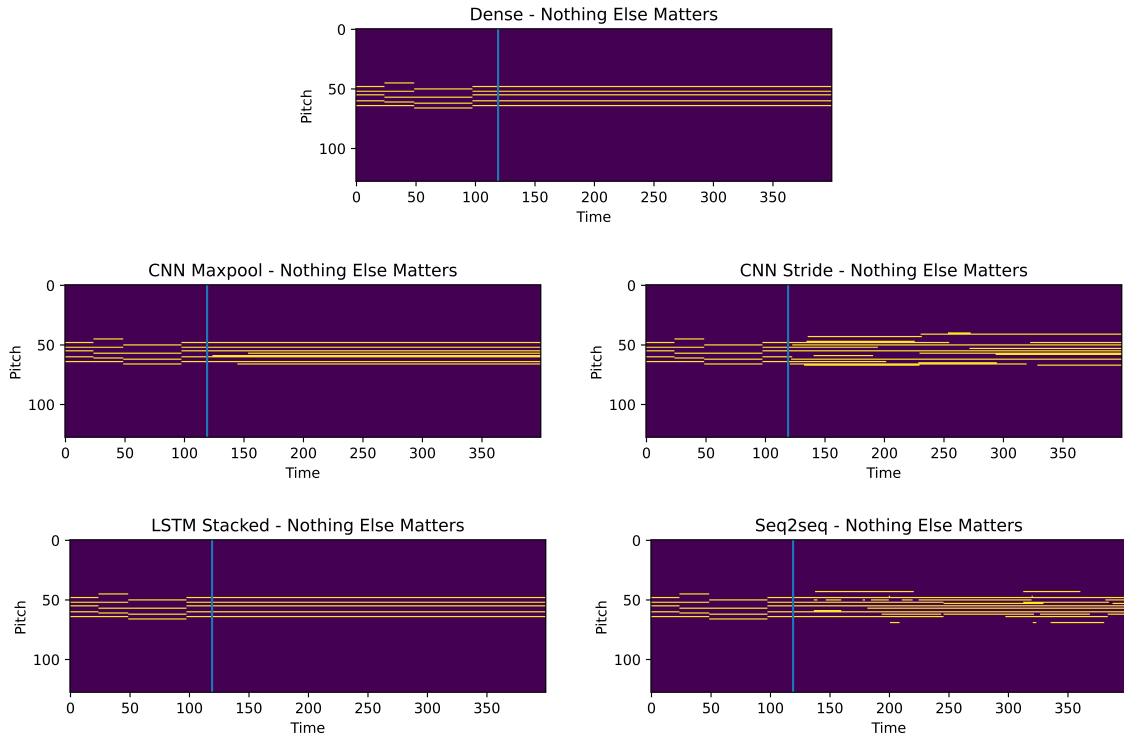 Dense - Nothing Else Matters
0
50
100
Pitch
0 50 100 150 200 250 300 350
Time
CNN Maxpool - Nothing Else Matters
0
50
100
Pitch
0 50 100 150 200 250 300 350
Time
CNN Stride - Nothing Else Matters
0
50
100
Pitch
0 50 100 150 200 250 300 350
Time
LSTM Stacked - Nothing Else Matters
0
50
100
Pitch
0 50 100 150 200 250 300 350
Time
Seq2seq - Nothing Else Matters
0
50
100
Pitch
0 50 100 150 200 250 300 350
Time